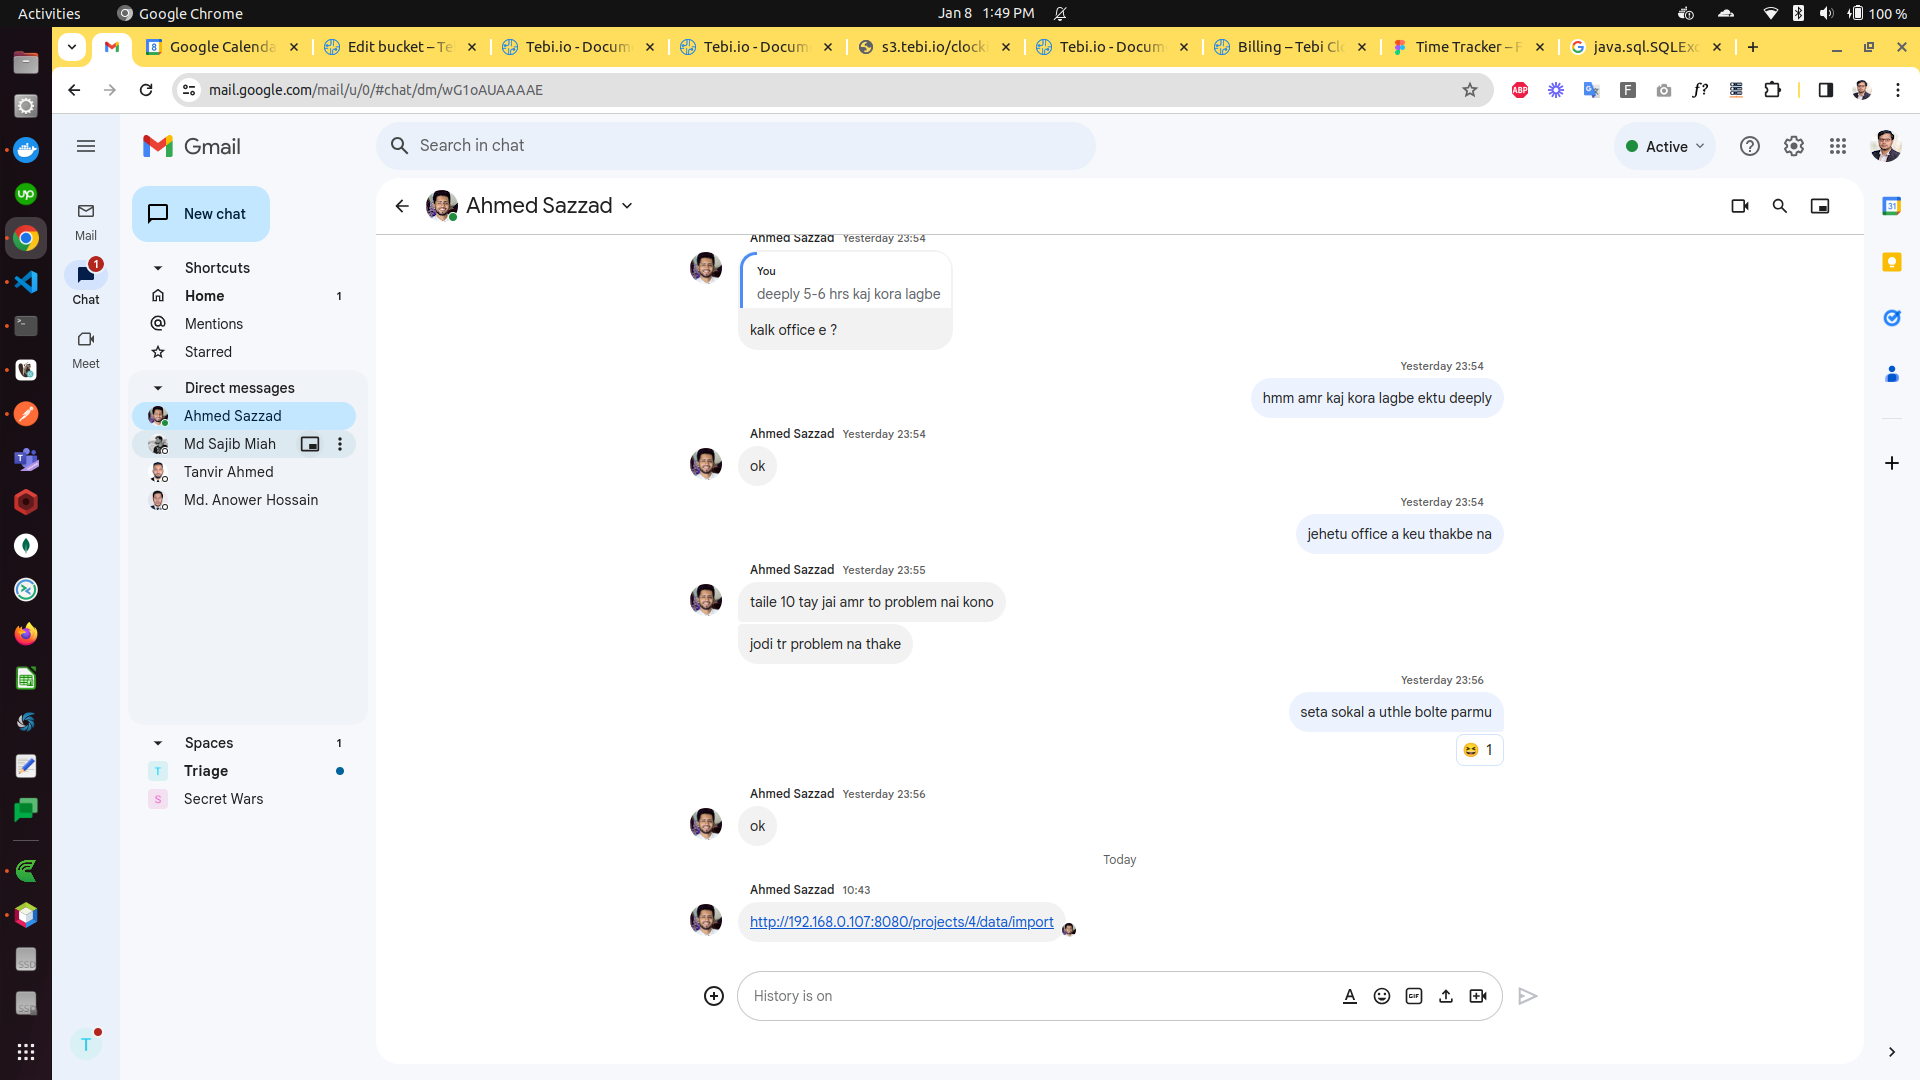 Activities
Google Chrome
Jan 8 1:49 PM
100 %
Google Calenda
Edit bucket – Te
Tebi.io - Docum
Tebi.io - Docum
s3.tebi.io/clocki
Tebi.io - Docum
Billing – Tebi Cl
Time Tracker – F
java.sql.SQLExc
mail.google.com/mail/u/0/#chat/dm/wG1oAUAAAAE
ABP
F
f?
Gmail
Search in chat
Active
New chat
Mail
1
Chat
Meet
Shortcuts
Home 1
Mentions
Starred
Direct messages
Ahmed Sazzad
Md Sajib Miah
Tanvir Ahmed
Md. Anower Hossain
Spaces 1
T Triage
S Secret Wars
T
Ahmed Sazzad
Ahmed Sazzad Yesterday 23:54
You
deeply 5-6 hrs kaj kora lagbe
kalk office e ?
Yesterday 23:54
hmm amr kaj kora lagbe ektu deeply
Ahmed Sazzad Yesterday 23:54
ok
Yesterday 23:54
jehetu office a keu thakbe na
Ahmed Sazzad Yesterday 23:55
taile 10 tay jai amr to problem nai kono
jodi tr problem na thake
Yesterday 23:56
seta sokal a uthle bolte parmu
😆 1
Ahmed Sazzad Yesterday 23:56
ok
Today
Ahmed Sazzad 10:43
http://192.168.0.107:8080/projects/4/data/import
History is on
GIF
up
31
SSD
SSD